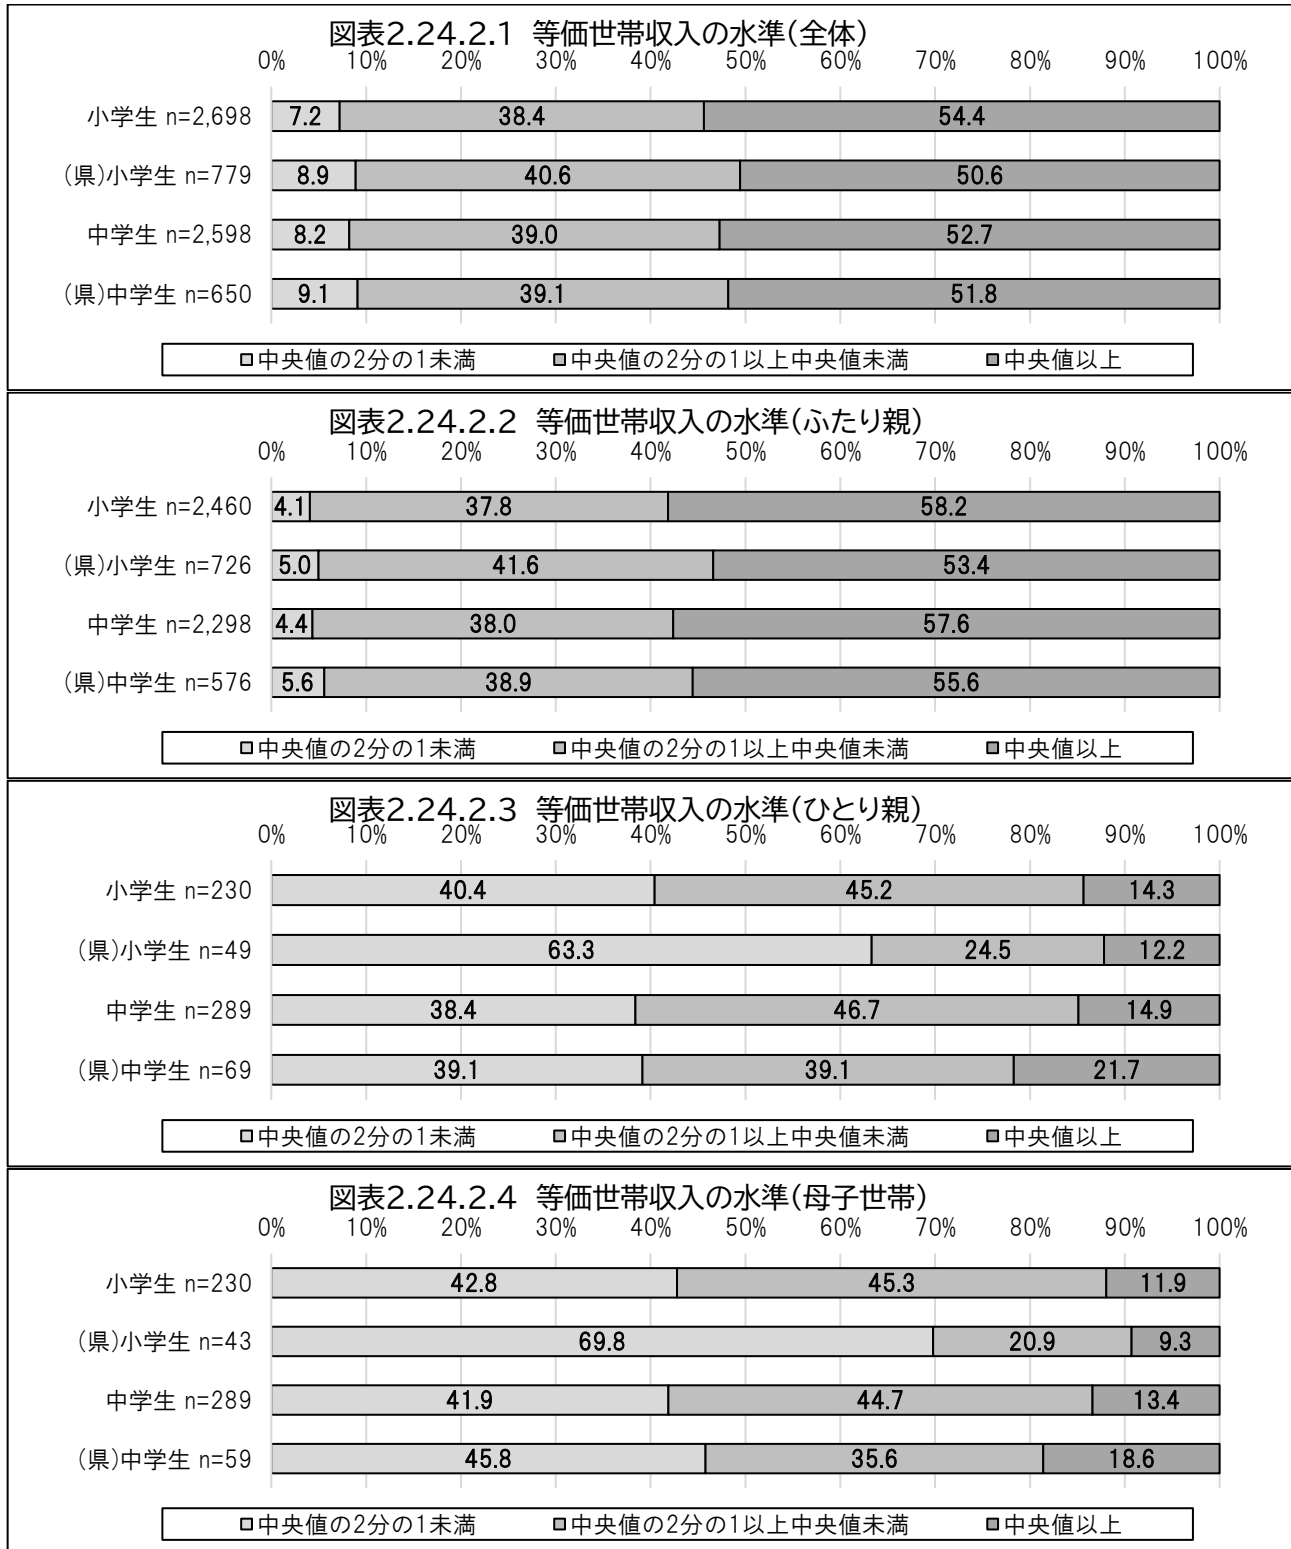 図表2.24.2.1 等価世帯収入の水準(全体)
0% 10% 20% 30% 40% 50% 60% 70% 80% 90% 100%
小学生 n=2,698 7.2 38.4 54.4
(県)小学生 n=779 8.9 40.6 50.6
中学生 n=2,598 8.2 39.0 52.7
(県)中学生 n=650 9.1 39.1 51.8
中央値の2分の1未満 中央値の2分の1以上中央値未満 中央値以上
図表2.24.2.2 等価世帯収入の水準(ふたり親)
0% 10% 20% 30% 40% 50% 60% 70% 80% 90% 100%
小学生 n=2,460 4.1 37.8 58.2
(県)小学生 n=726 5.0 41.6 53.4
中学生 n=2,298 4.4 38.0 57.6
(県)中学生 n=576 5.6 38.9 55.6
中央値の2分の1未満 中央値の2分の1以上中央値未満 中央値以上
図表2.24.2.3 等価世帯収入の水準(ひとり親)
0% 10% 20% 30% 40% 50% 60% 70% 80% 90% 100%
小学生 n=230 40.4 45.2 14.3
(県)小学生 n=49 63.3 24.5 12.2
中学生 n=289 38.4 46.7 14.9
(県)中学生 n=69 39.1 39.1 21.7
中央値の2分の1未満 中央値の2分の1以上中央値未満 中央値以上
図表2.24.2.4 等価世帯収入の水準(母子世帯)
0% 10% 20% 30% 40% 50% 60% 70% 80% 90% 100%
小学生 n=230 42.8 45.3 11.9
(県)小学生 n=43 69.8 20.9 9.3
中学生 n=289 41.9 44.7 13.4
(県)中学生 n=59 45.8 35.6 18.6
中央値の2分の1未満 中央値の2分の1以上中央値未満 中央値以上